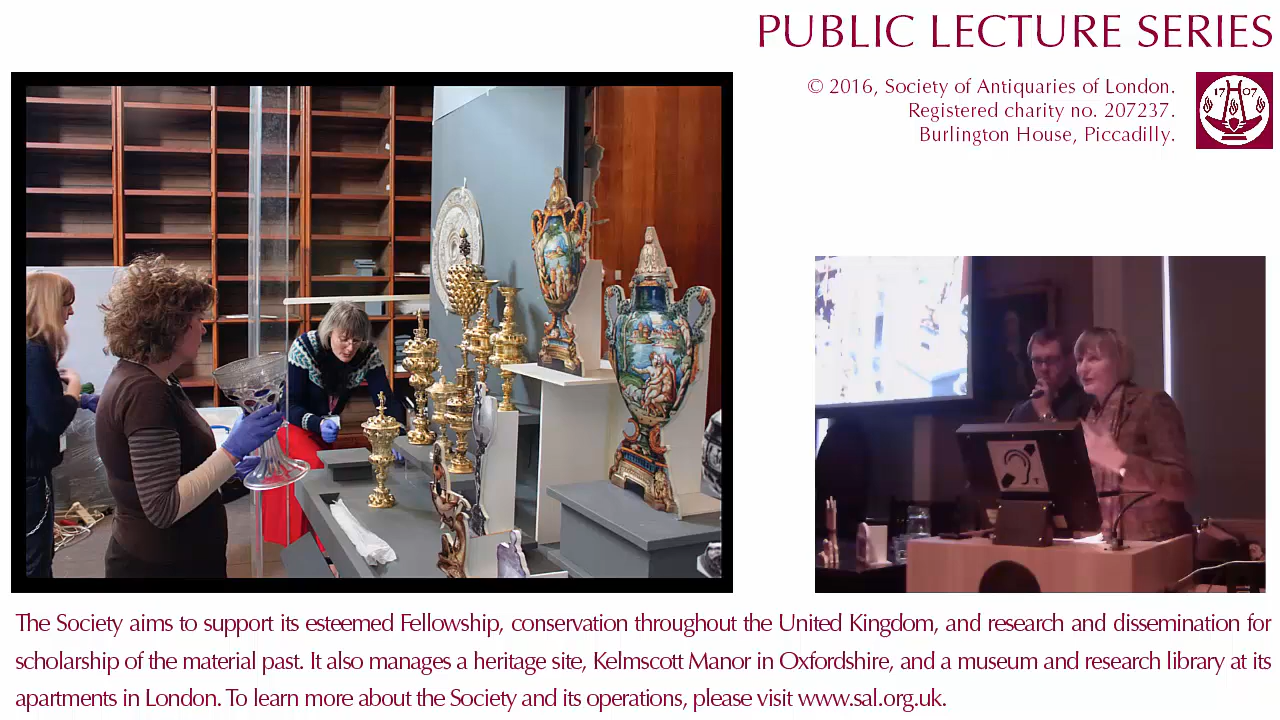 PUBLIC LECTURE SERIES
© 2016, Society of Antiquaries of London.
Registered charity no. 207237.
Burlington House, Piccadilly.
17 07
The Society aims to support its esteemed Fellowship, conservation throughout the United Kingdom, and research and dissemination for
scholarship of the material past. It also manages a heritage site, Kelmscott Manor in Oxfordshire, and a museum and research library at its
apartments in London. To learn more about the Society and its operations, please visit www.sal.org.uk.